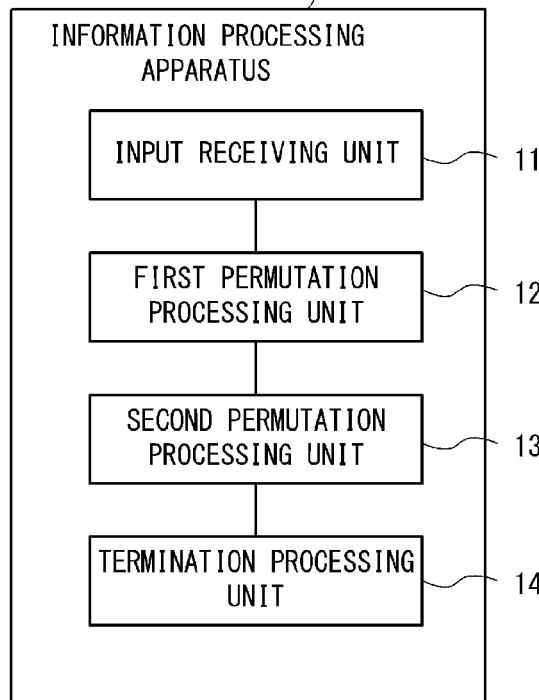 INFORMATION PROCESSING
APPARATUS
INPUT RECEIVING UNIT
11
FIRST PERMUTATION
PROCESSING UNIT
12
SECOND PERMUTATION
PROCESSING UNIT
13
TERMINATION PROCESSING
UNIT
14